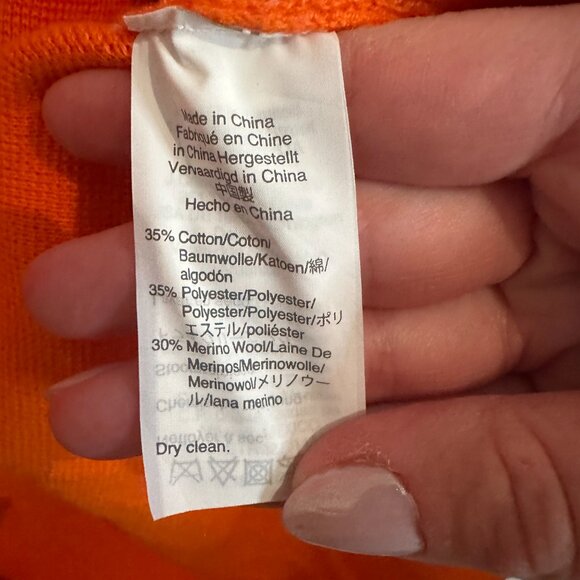 Made in China
Fabriqué en Chine
in China Hergestellt
Vervaardigd in China
中国製
Hecho en China
35% Cotton/Coton/
Baumwolle/Katoen/綿/
algodón
35% Polyester/Polyester/
Polyester/Polyester/ポリ
エステル/poliéster
30% Merino Wool/Laine De
Merinos/Merinowolle/
Merinowol/メリノウー
ル/lana merino
Dry clean.